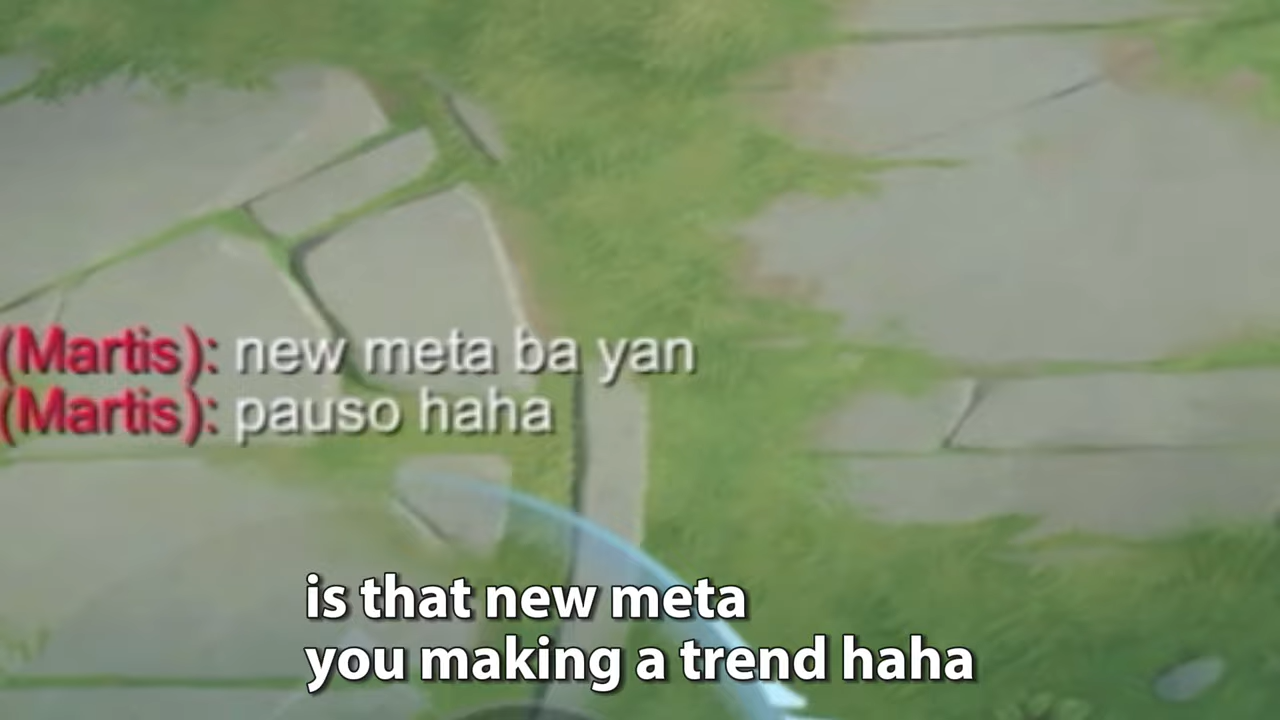 (Martis): new meta ba yan
(Martis): pauso haha
is that new meta
you making a trend haha